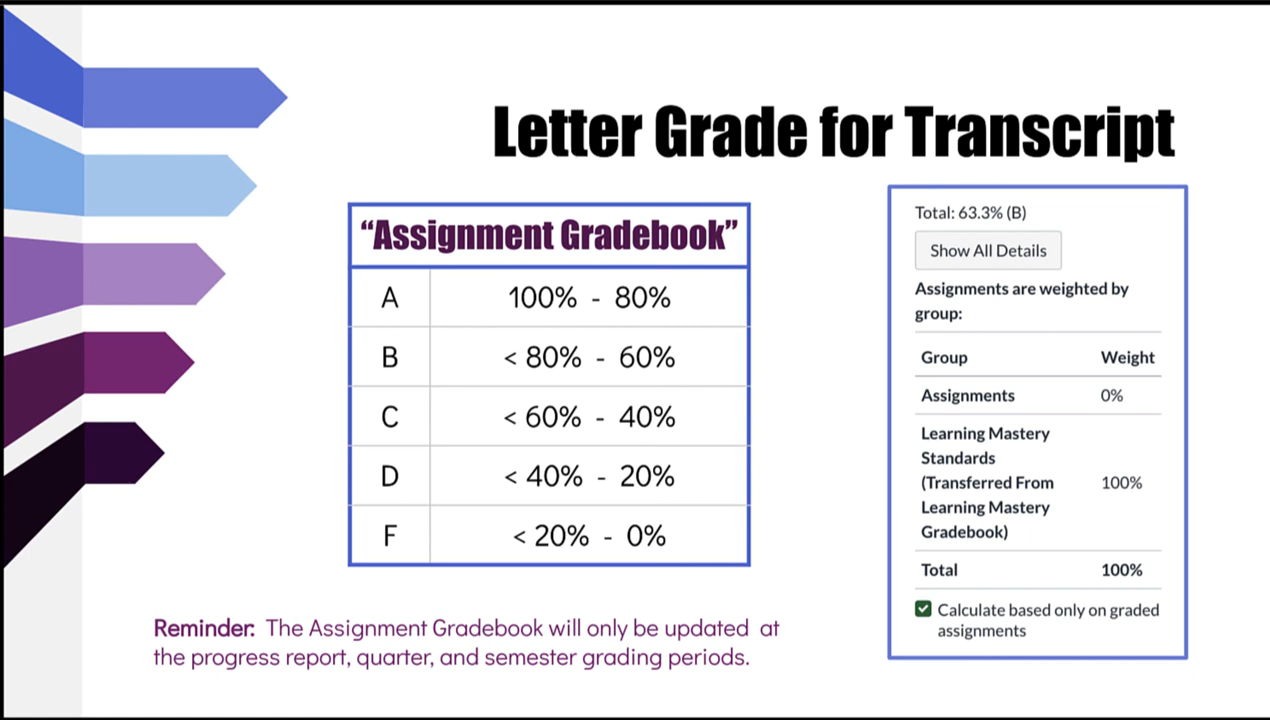 Letter Grade for Transcript
“Assignment Gradebook”
A 100% - 80%
B < 80% - 60%
C < 60% - 40%
D < 40% - 20%
F < 20% - 0%
Reminder: The Assignment Gradebook will only be updated at
the progress report, quarter, and semester grading periods.
Total: 63.3% (B)
Show All Details
Assignments are weighted by
group:
Group Weight
Assignments 0%
Learning Mastery
Standards
(Transferred From 100%
Learning Mastery
Gradebook)
Total 100%
Calculate based only on graded
assignments